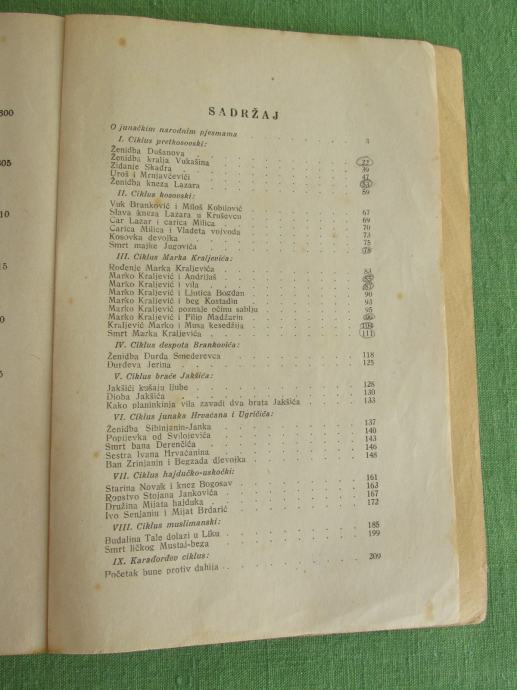 300
305
10
15
SADRŽAJ
O junačkim narodnim pjesmama . . . 3
I. Ciklus pretkosovski:
Ženidba Dušanova . . . 22
Ženidba kralja Vukašina . . . 39
Zidanje Skadra . . . 47
Uroš i Mrnjavčevići . . . 53
Ženidba kneza Lazara . . . 59
II. Ciklus kosovski:
Vuk Branković i Miloš Kobilović . . . 67
Slava kneza Lazara u Kruševcu . . . 69
Car Lazar i carica Milica . . . 70
Carica Milica i Vladeta vojvoda . . . 73
Kosovka devojka . . . 75
Smrt majke Jugovića . . . 78
III. Ciklus Marka Kraljevića:
Rođenje Marka Kraljevića . . . 83
Marko Kraljević i Andrijaš . . .
Marko Kraljević i vila . . . 87
Marko Kraljević i Ljutica Bogdan . . . 90
Marko Kraljević i beg Kostadin . . . 93
Marko Kraljević poznaje očinu sablju . . . 95
Marko Kraljević i Filip Madžarin . . .
Kraljević Marko i Musa kesedžija . . . 104
Smrt Marka Kraljevića . . . 111
IV. Ciklus despota Brankovića:
Ženidba Đurđa Smederevca . . . 118
Đurđeva Jerina . . . 125
V. Ciklus braće Jakšića:
Jakšići kušaju ljube . . . 128
Dioba Jakšića . . . 130
Kako planinkinja vila zavadi dva brata Jakšića . . . 133
VI. Ciklus junaka Hrvaćana i Ugričića:
Ženidba Sibinjanin-Janka . . . 137
Popijevka od Svilojevića . . . 140
Smrt bana Derenčića . . . 143
Sestra Ivana Hrvaćanina . . . 146
Ban Zrinjanin i Begzada djevojka . . . 148
VII. Ciklus hajdučko-uskočki:
Starina Novak i knez Bogosav . . . 161
Ropstvo Stojana Jankovića . . . 163
Družina Mijata hajduka . . . 167
Ivo Senjanin i Mijat Brdarić . . . 172
VIII. Ciklus muslimanski:
Budalina Tale dolazi u Liku . . . 185
Smrt ličkog Mustaj-bega . . . 199
IX. Karađorđev ciklus:
Početak bune protiv dahija . . . 209